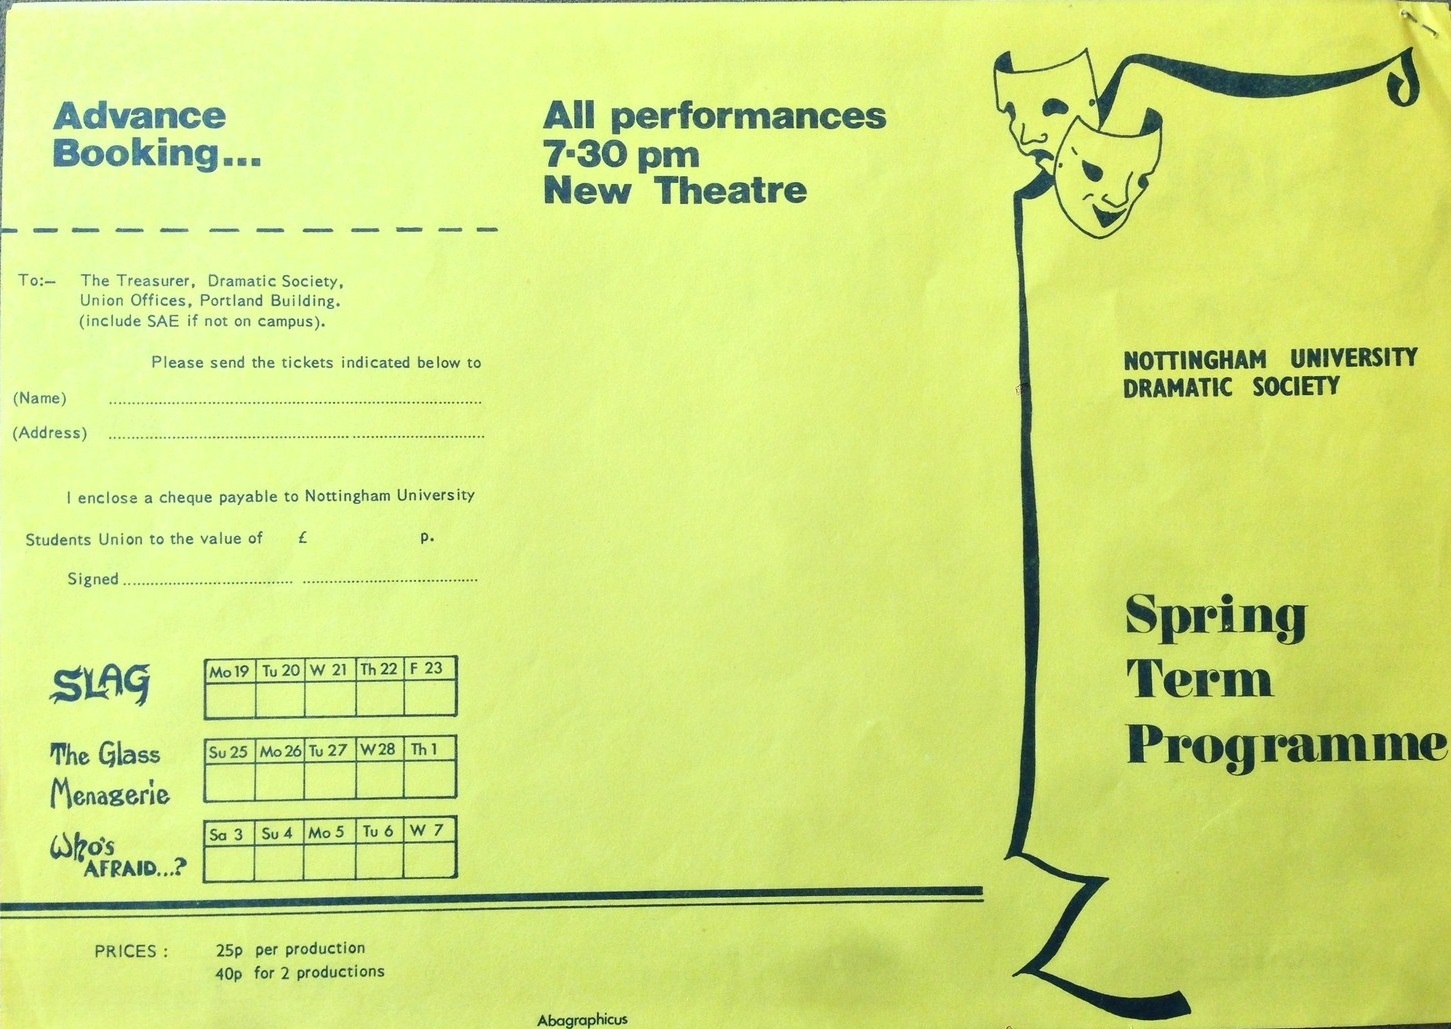 Advance
Booking...
To:– The Treasurer, Dramatic Society,
Union Offices, Portland Building.
(include SAE if not on campus).
Please send the tickets indicated below to
(Name) ........................................
(Address) ........................................
I enclose a cheque payable to Nottingham University
Students Union to the value of £ p.
Signed ........................................
SLAG
Mo 19 Tu 20 W 21 Th 22 F 23
The Glass
Menagerie
Su 25 Mo 26 Tu 27 W 28 Th 1
Who's
AFRAID...?
Sa 3 Su 4 Mo 5 Tu 6 W 7
PRICES : 25p per production
40p for 2 productions
All performances
7·30 pm
New Theatre
Abagraphicus
NOTTINGHAM UNIVERSITY
DRAMATIC SOCIETY
Spring
Term
Programme